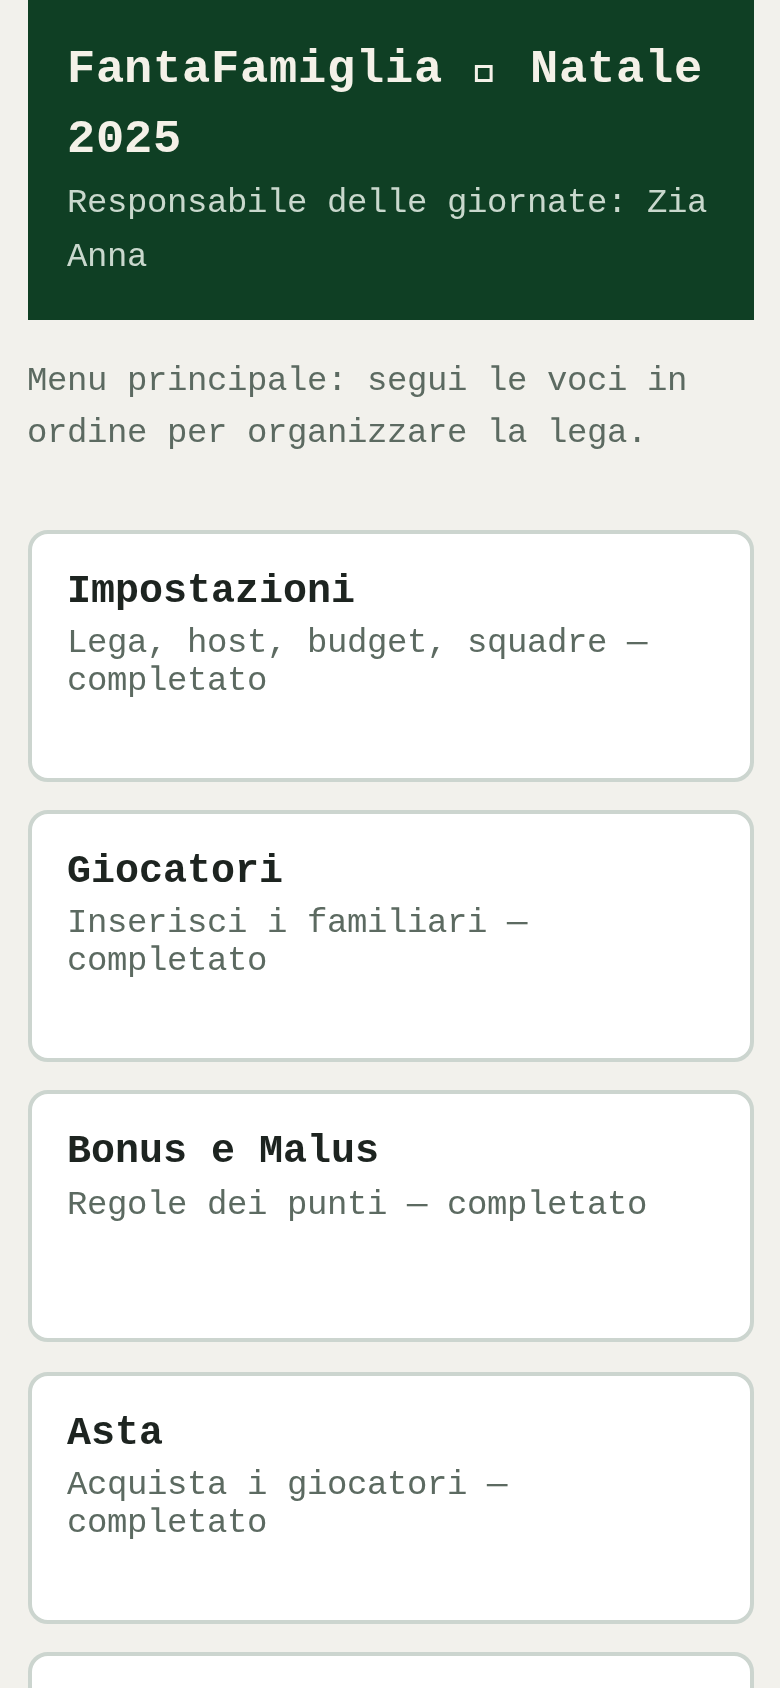 FantaFamiglia ▫ Natale
2025
Responsabile delle giornate: Zia
Anna
Menu principale: segui le voci in
ordine per organizzare la lega.
Impostazioni
Lega, host, budget, squadre —
completato
Giocatori
Inserisci i familiari —
completato
Bonus e Malus
Regole dei punti — completato
Asta
Acquista i giocatori —
completato